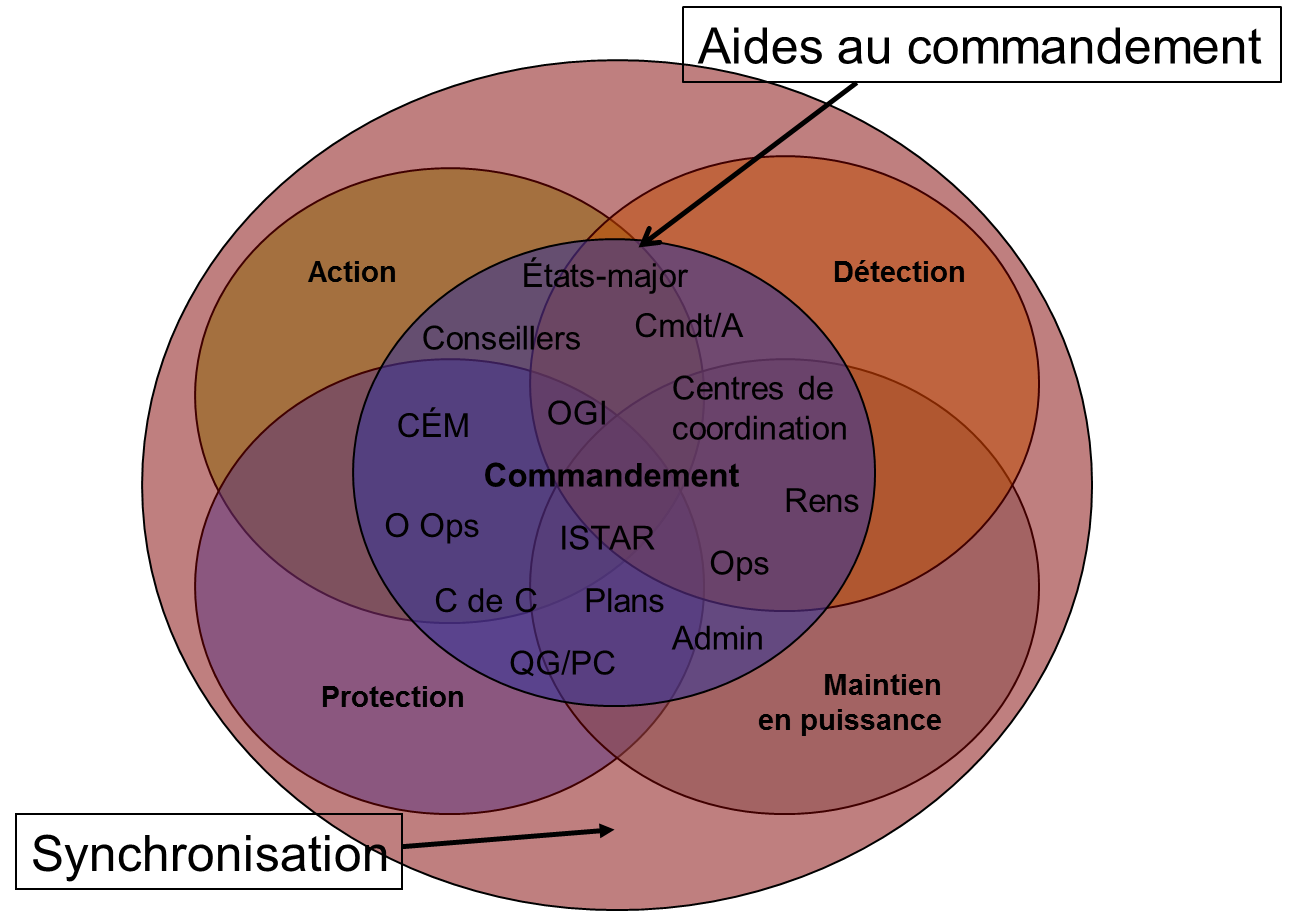 Aides au commandement
Action
Détection
États-major
Cmdt/A
Conseillers
Centres de
coordination
OGI
CÉM
Commandement
Rens
O Ops
ISTAR
Ops
C de C
Plans
Admin
QG/PC
Protection
Maintien
en puissance
Synchronisation